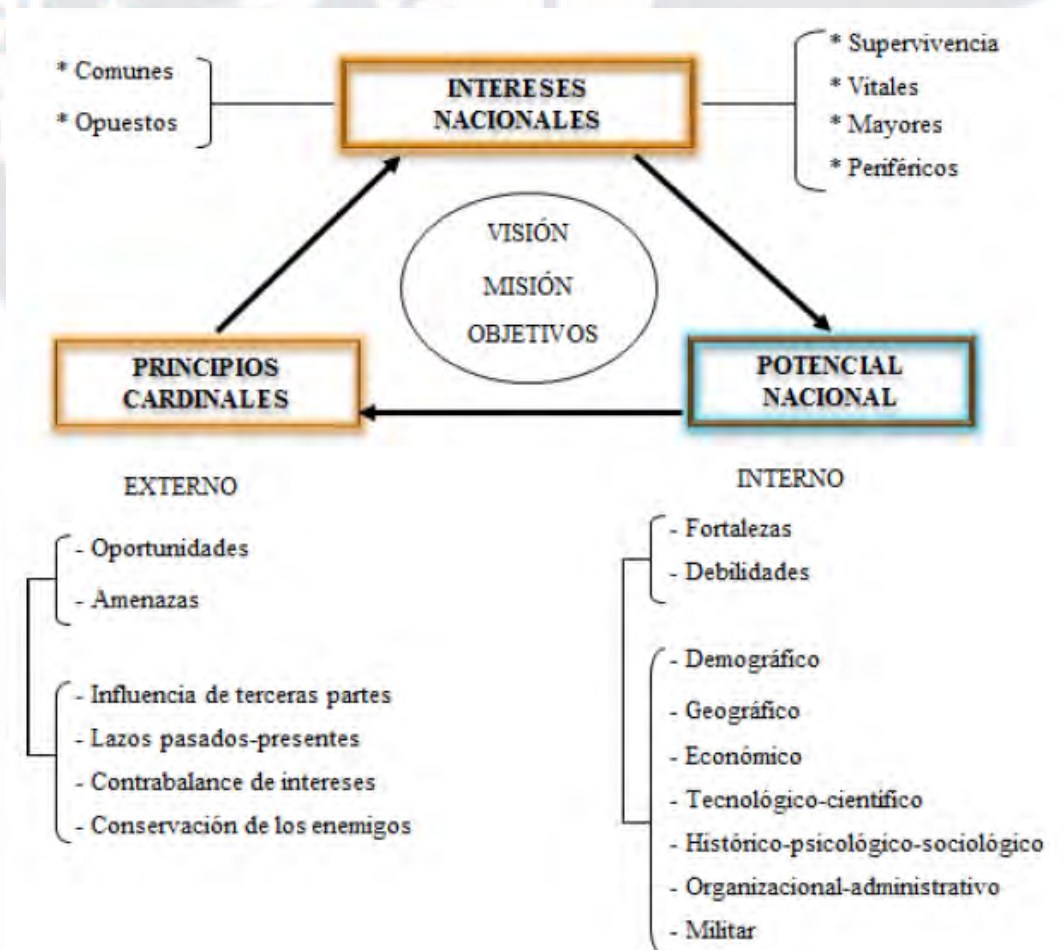 * Comunes
* Opuestos
INTERESES
NACIONALES
* Supervivencia
* Vitales
* Mayores
* Periféricos
VISIÓN
MISIÓN
OBJETIVOS
PRINCIPIOS
CARDINALES
POTENCIAL
NACIONAL
EXTERNO
- Oportunidades
- Amenazas
- Influencia de terceras partes
- Lazos pasados-presentes
- Contrabalance de intereses
- Conservación de los enemigos
INTERNO
- Fortalezas
- Debilidades
- Demográfico
- Geográfico
- Económico
- Tecnológico-científico
- Histórico-psicológico-sociológico
- Organizacional-administrativo
- Militar